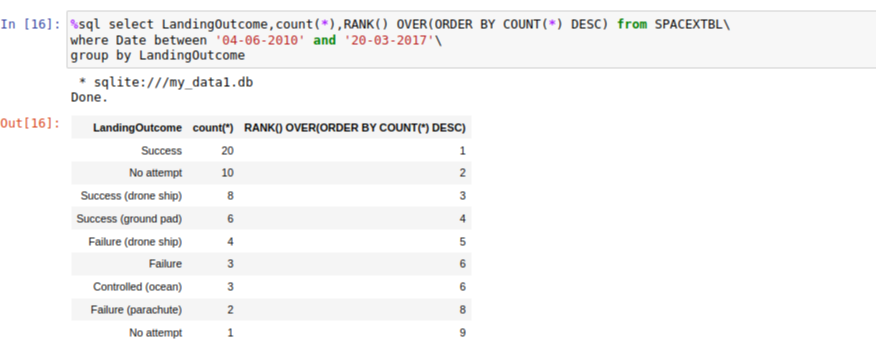 In [16]: %sql select LandingOutcome,count(*),RANK() OVER(ORDER BY COUNT(*) DESC) from SPACEXTBL\
where Date between '04-06-2010' and '20-03-2017'\
group by LandingOutcome
* sqlite:///my_data1.db
Done.
Out[16]:
LandingOutcome count(*) RANK() OVER(ORDER BY COUNT(*) DESC)
Success 20 1
No attempt 10 2
Success (drone ship) 8 3
Success (ground pad) 6 4
Failure (drone ship) 4 5
Failure 3 6
Controlled (ocean) 3 6
Failure (parachute) 2 8
No attempt 1 9